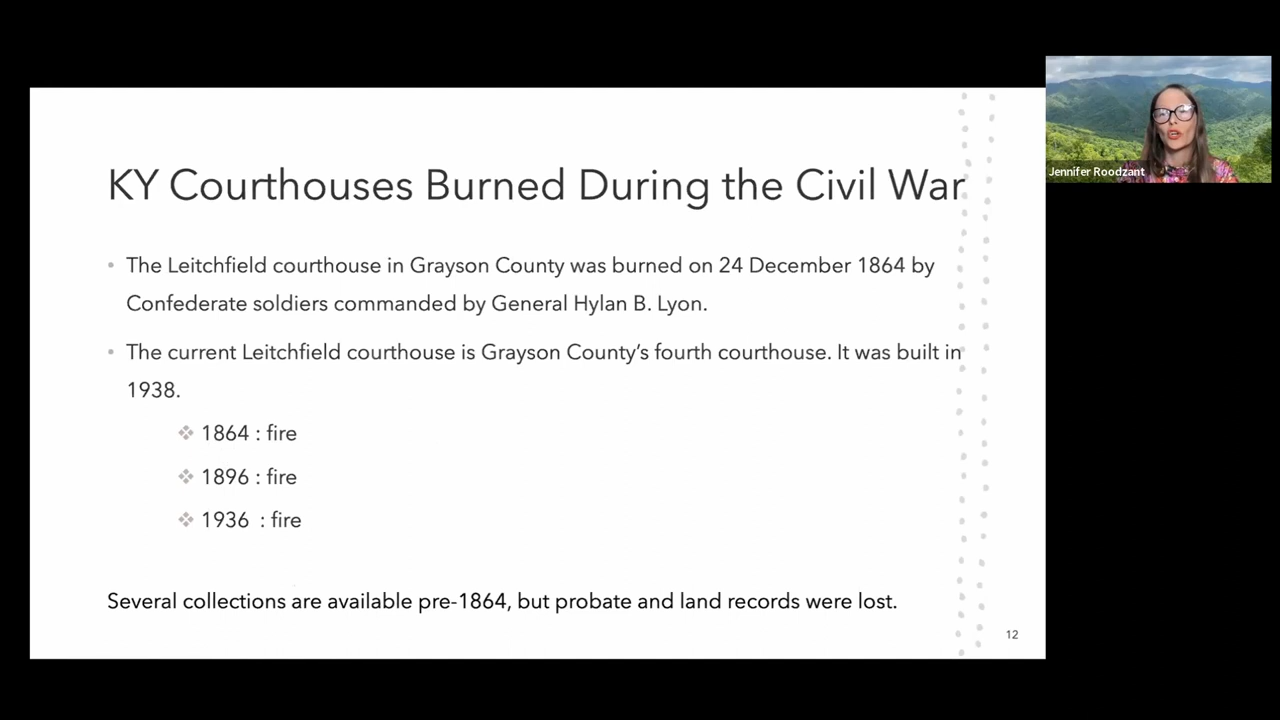 KY Courthouses Burned During the Civil War
• The Leitchfield courthouse in Grayson County was burned on 24 December 1864 by
Confederate soldiers commanded by General Hylan B. Lyon.
• The current Leitchfield courthouse is Grayson County's fourth courthouse. It was built in
1938.
❖ 1864 : fire
❖ 1896 : fire
❖ 1936  : fire
Several collections are available pre-1864, but probate and land records were lost.
12
Jennifer Roodzant